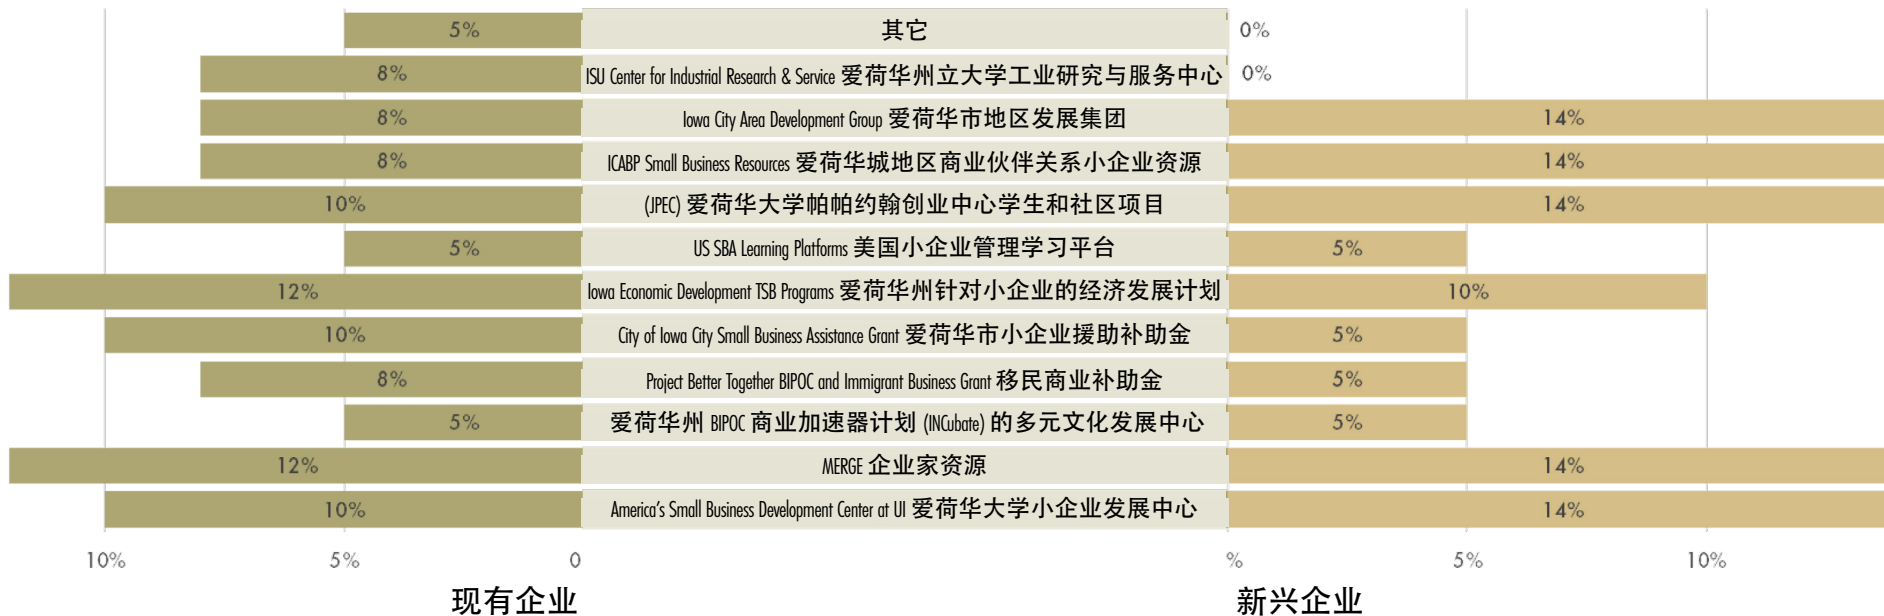 5% 其它 0%
8% ISU Center for Industrial Research & Service 爱荷华州立大学工业研究与服务中心 0%
8% Iowa City Area Development Group 爱荷华市地区发展集团 14%
8% ICABP Small Business Resources 爱荷华城地区商业伙伴关系小企业资源 14%
10% (JPEC) 爱荷华大学帕帕约翰创业中心学生和社区项目 14%
5% US SBA Learning Platforms 美国小企业管理学习平台 5%
12% Iowa Economic Development TSB Programs 爱荷华州针对小企业的经济发展计划 10%
10% City of Iowa City Small Business Assistance Grant 爱荷华市小企业援助补助金 5%
8% Project Better Together BIPOC and Immigrant Business Grant 移民商业补助金 5%
5% 爱荷华州 BIPOC 商业加速器计划 (INCubate) 的多元文化发展中心 5%
12% MERGE 企业家资源 14%
10% America's Small Business Development Center at UI 爱荷华大学小企业发展中心 14%
10% 5% 0 % 5% 10%
现有企业 新兴企业